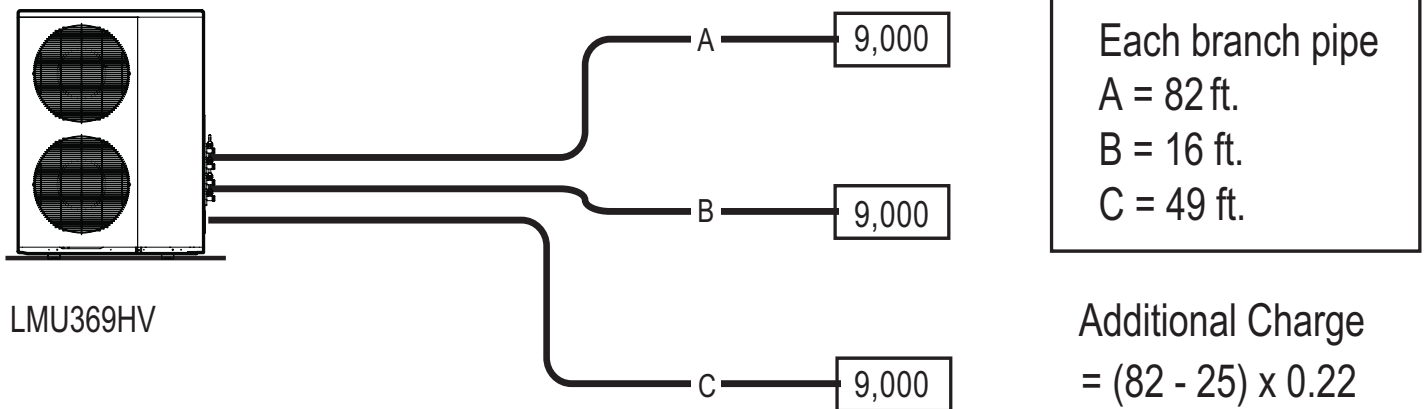 A
9,000
B
9,000
C
9,000
LMU369HV
Each branch pipe
A = 82 ft.
B = 16 ft.
C = 49 ft.
Additional Charge
= (82 - 25) x 0.22